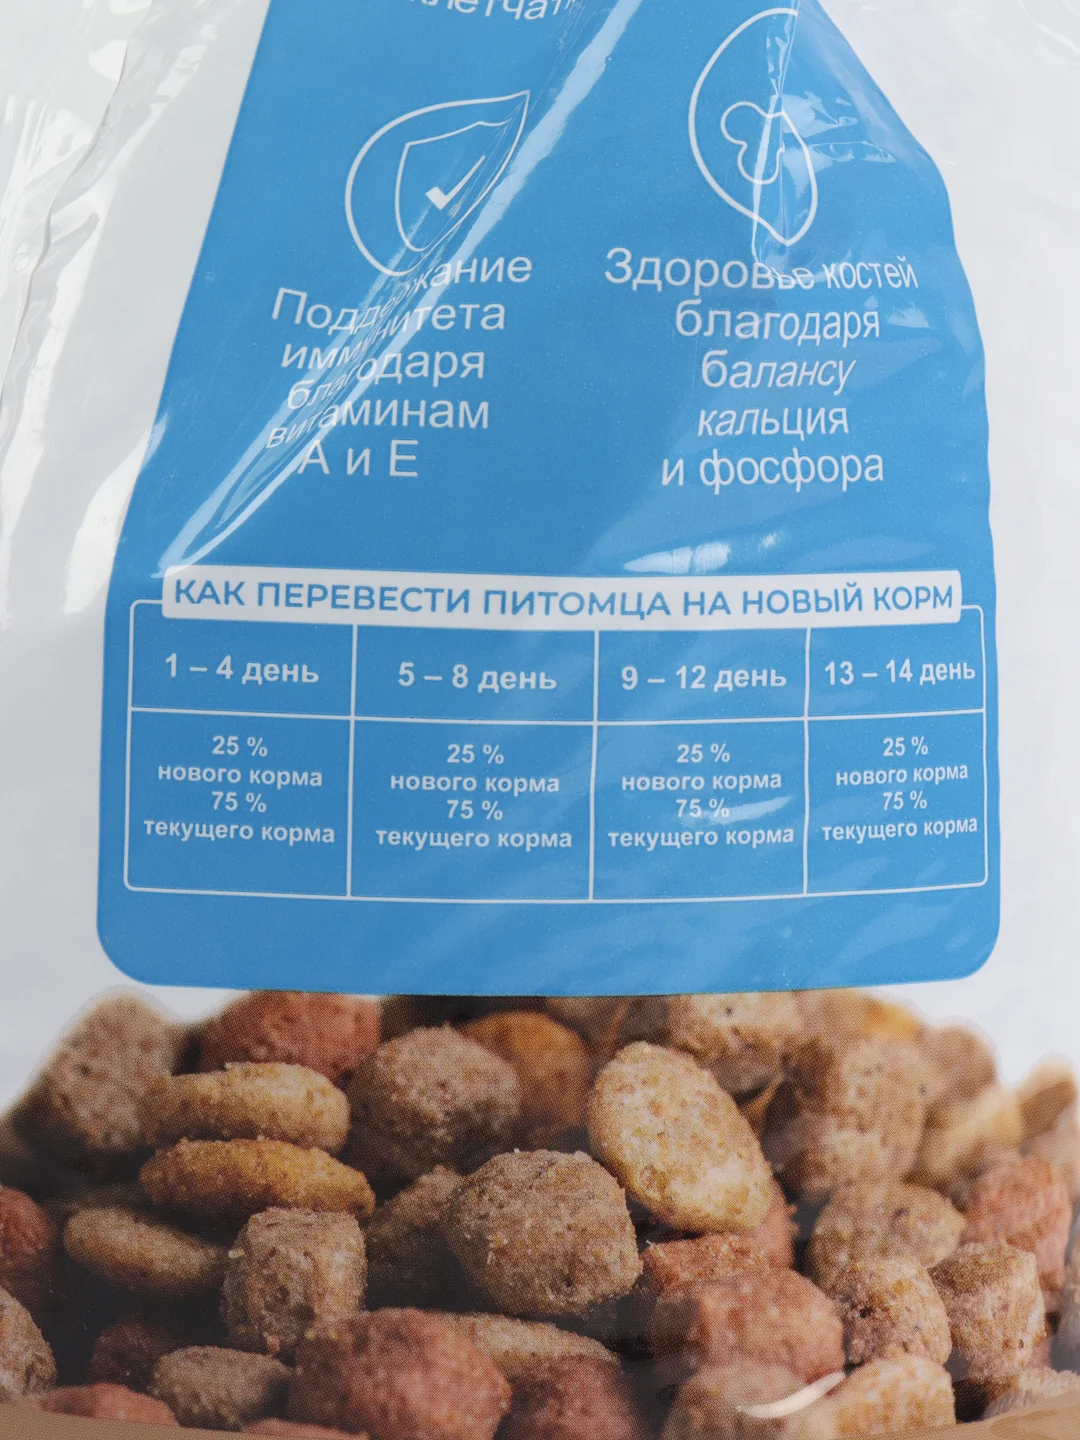 Поддержание
иммунитета
благодаря
витаминам
А и Е
Здоровье костей
благодаря
балансу
кальция
и фосфора
КАК ПЕРЕВЕСТИ ПИТОМЦА НА НОВЫЙ КОРМ
1 – 4 день
5 – 8 день
9 – 12 день
13 – 14 день
25 %
нового корма
75 %
текущего корма
25 %
нового корма
75 %
текущего корма
25 %
нового корма
75 %
текущего корма
25 %
нового корма
75 %
текущего корма